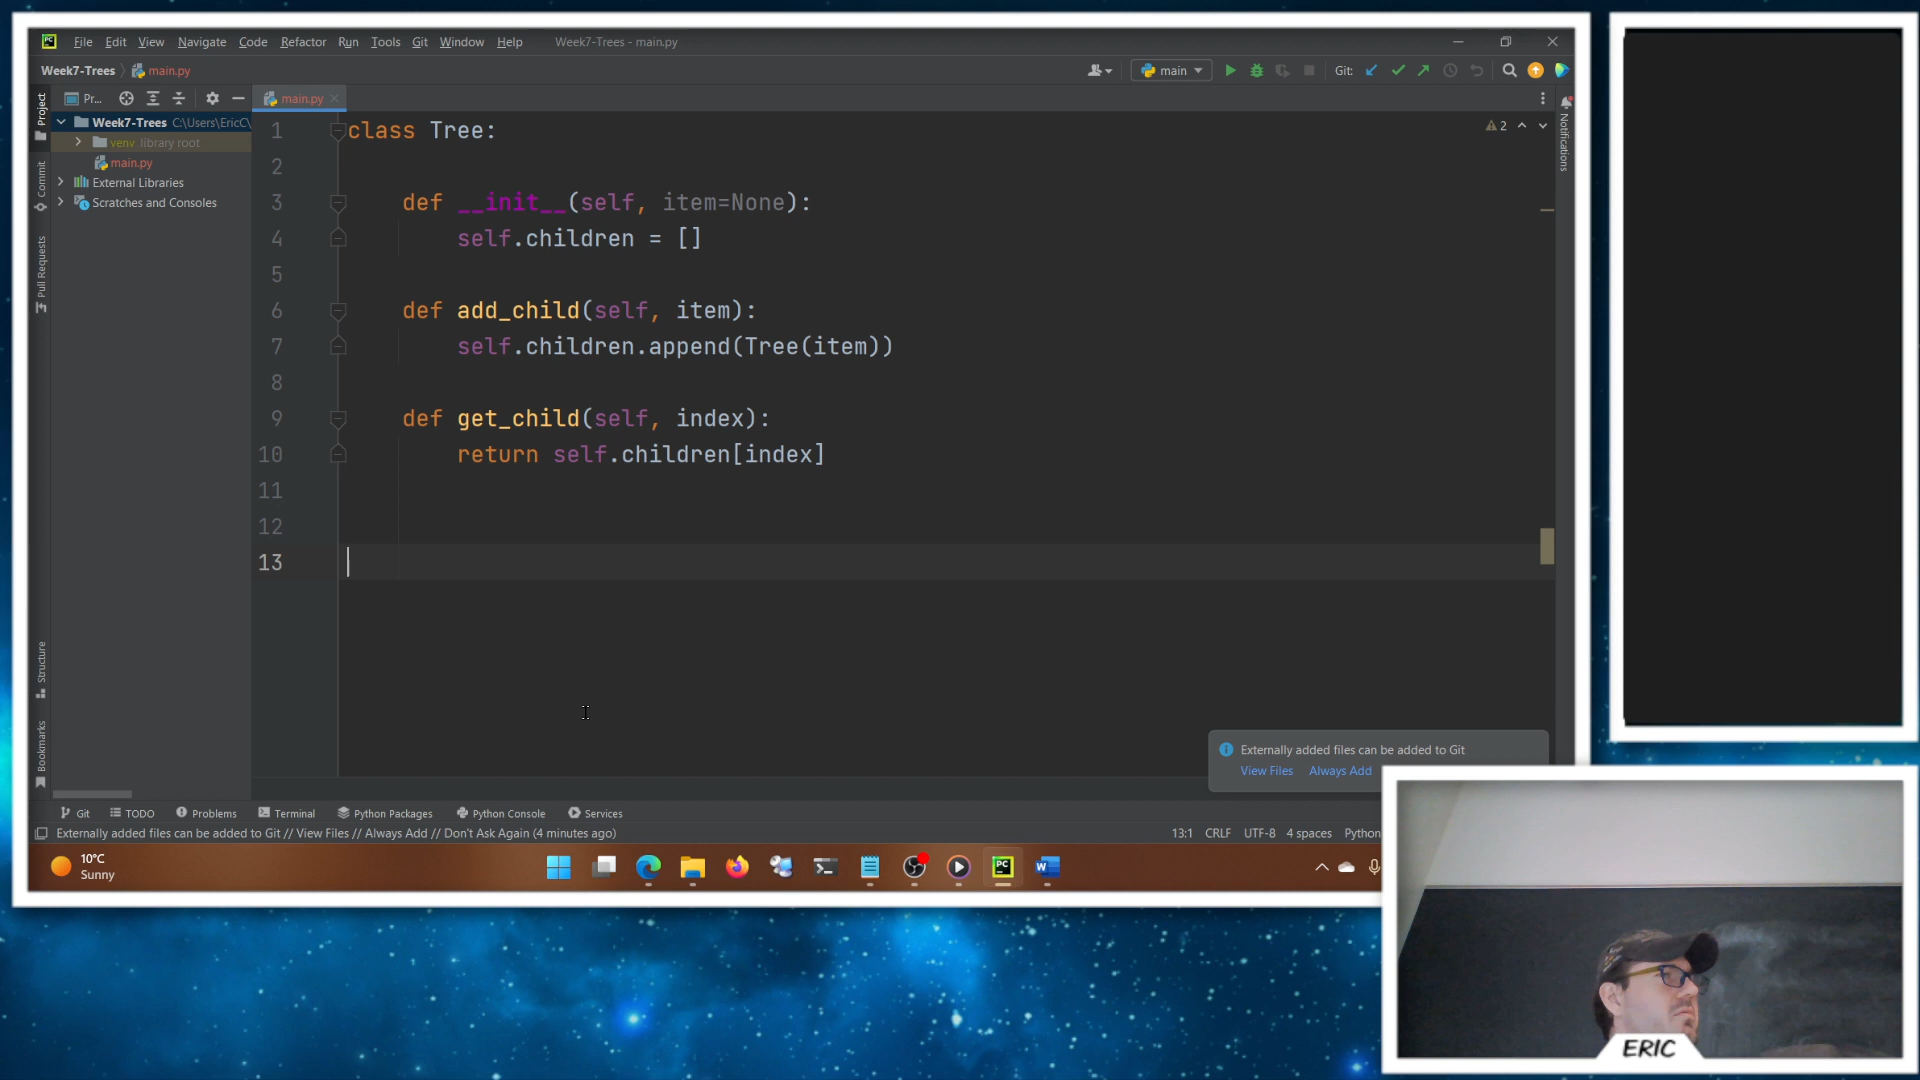 PC File Edit View Navigate Code Refactor Run Tools Git Window Help Week7-Trees - main.py
Week7-Trees main.py main Git:
Pr... main.py
Project
Commit
Pull Requests
Structure
Bookmarks
Notifications
Week7-Trees C:\Users\EricC\
venv library root
main.py
External Libraries
Scratches and Consoles
2
1 class Tree:
2
3 def __init__(self, item=None):
4 self.children = []
5
6 def add_child(self, item):
7 self.children.append(Tree(item))
8
9 def get_child(self, index):
10 return self.children[index]
11
12
13
Externally added files can be added to Git
View Files Always Add
Git TODO Problems Terminal Python Packages Python Console Services
Externally added files can be added to Git // View Files // Always Add // Don't Ask Again (4 minutes ago) 13:1 CRLF UTF-8 4 spaces Python
10°C
Sunny
PC
W
ERIC